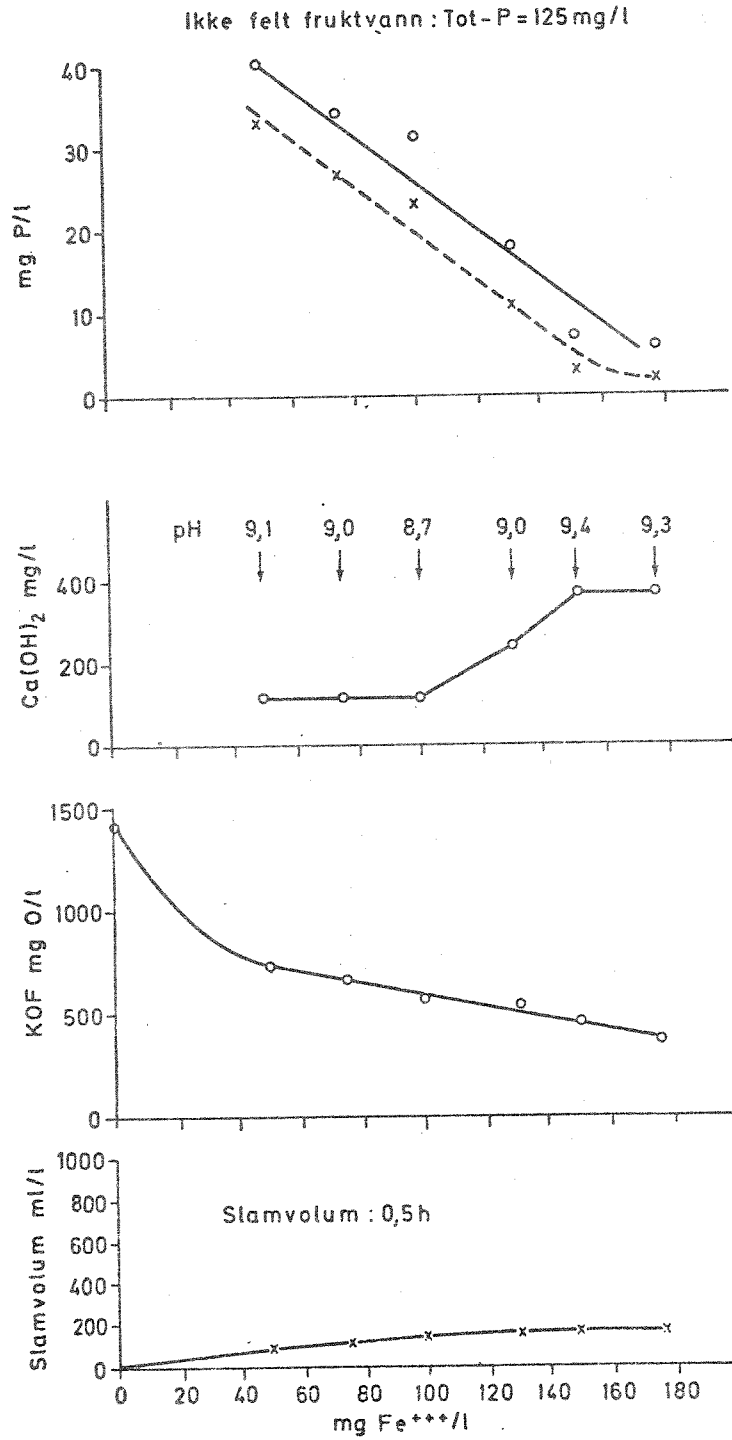 Ikke felt fruktvann: Tot-P = 125mg/l
mg P/l
40
30
20
10
0
Ca(OH)2 mg/l
pH 9,1 9,0 8,7 9,0 9,4 9,3
400
200
0
KOF mg O/l
1500
1000
500
0
Slamvolum ml/l
1000
800
600
400
200
0
Slamvolum: 0,5h
0 20 40 60 80 100 120 140 160 180
mg Fe+++/l